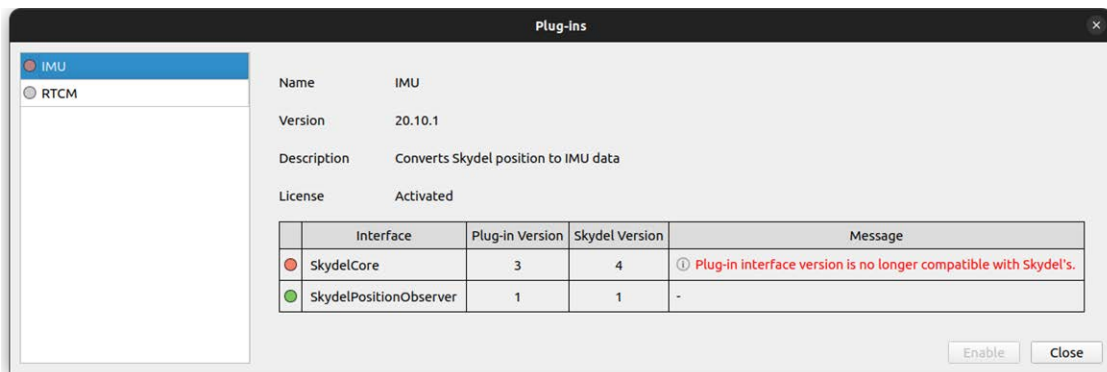 Plug-ins
IMU
RTCM
Name IMU
Version 20.10.1
Description Converts Skydel position to IMU data
License Activated
Interface Plug-in Version Skydel Version Message
SkydelCore 3 4 Plug-in interface version is no longer compatible with Skydel's.
SkydelPositionObserver 1 1 -
Enable Close